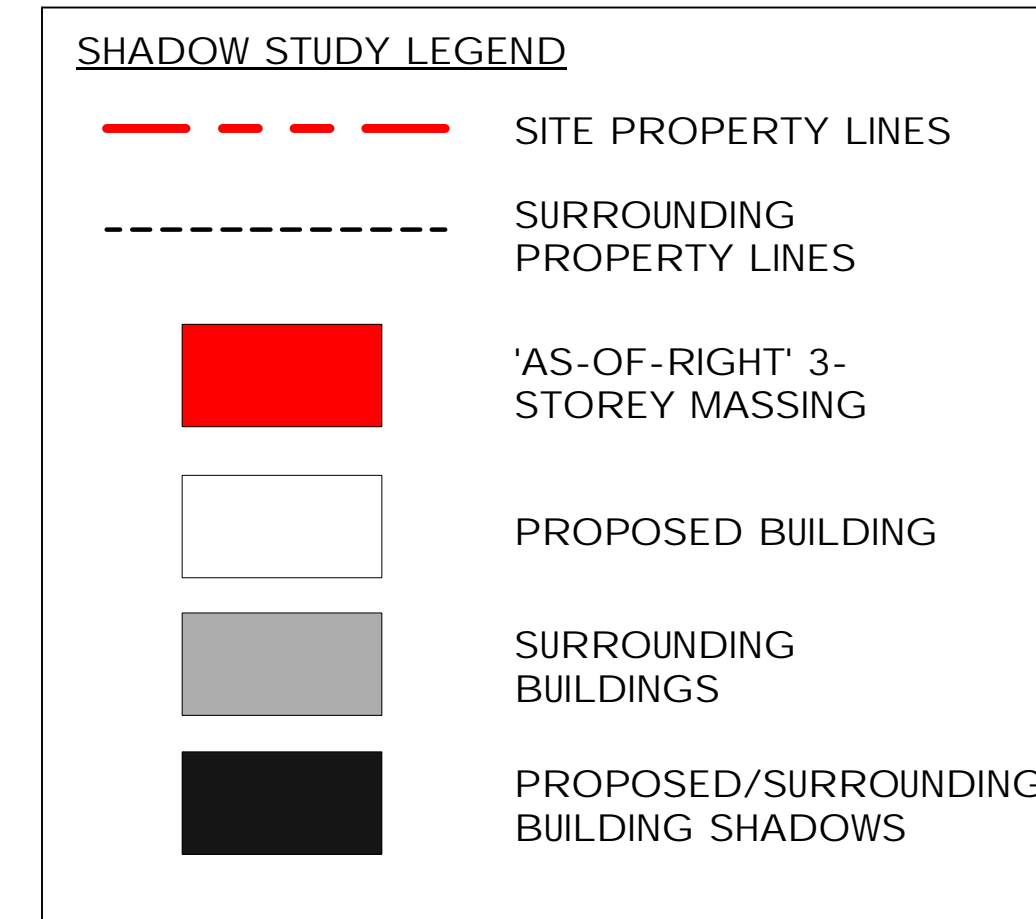 SHADOW STUDY LEGEND
SITE PROPERTY LINES
SURROUNDING
PROPERTY LINES
'AS-OF-RIGHT' 3-
STOREY MASSING
PROPOSED BUILDING
SURROUNDING
BUILDINGS
PROPOSED/SURROUNDING
BUILDING SHADOWS